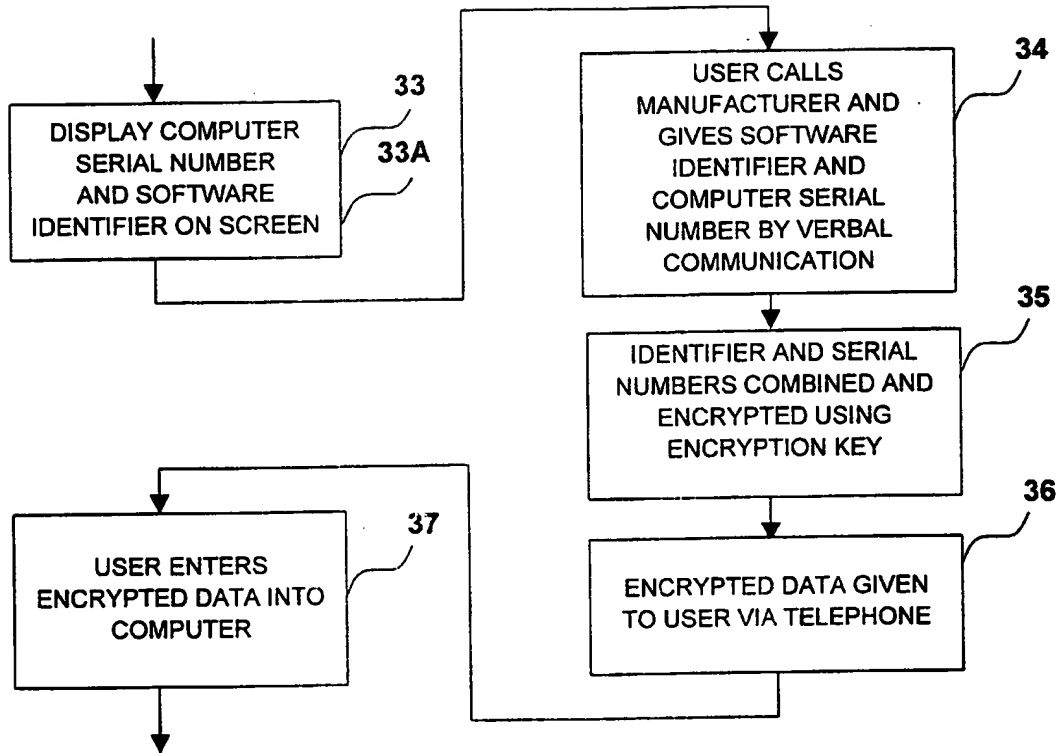 33
33A
DISPLAY COMPUTER
SERIAL NUMBER
AND SOFTWARE
IDENTIFIER ON SCREEN
34
USER CALLS
MANUFACTURER AND
GIVES SOFTWARE
IDENTIFIER AND
COMPUTER SERIAL
NUMBER BY VERBAL
COMMUNICATION
35
IDENTIFIER AND SERIAL
NUMBERS COMBINED AND
ENCRYPTED USING
ENCRYPTION KEY
36
ENCRYPTED DATA GIVEN
TO USER VIA TELEPHONE
37
USER ENTERS
ENCRYPTED DATA INTO
COMPUTER